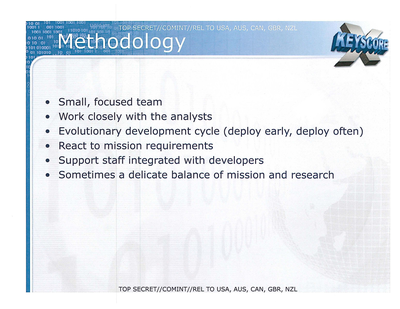 TOP SECRET//COMINT//REL TO USA, AUS, CAN, GBR, NZL
Methodology
X
KEYSCORE
• Small, focused team
• Work closely with the analysts
• Evolutionary development cycle (deploy early, deploy often)
• React to mission requirements
• Support staff integrated with developers
• Sometimes a delicate balance of mission and research
TOP SECRET//COMINT//REL TO USA, AUS, CAN, GBR, NZL